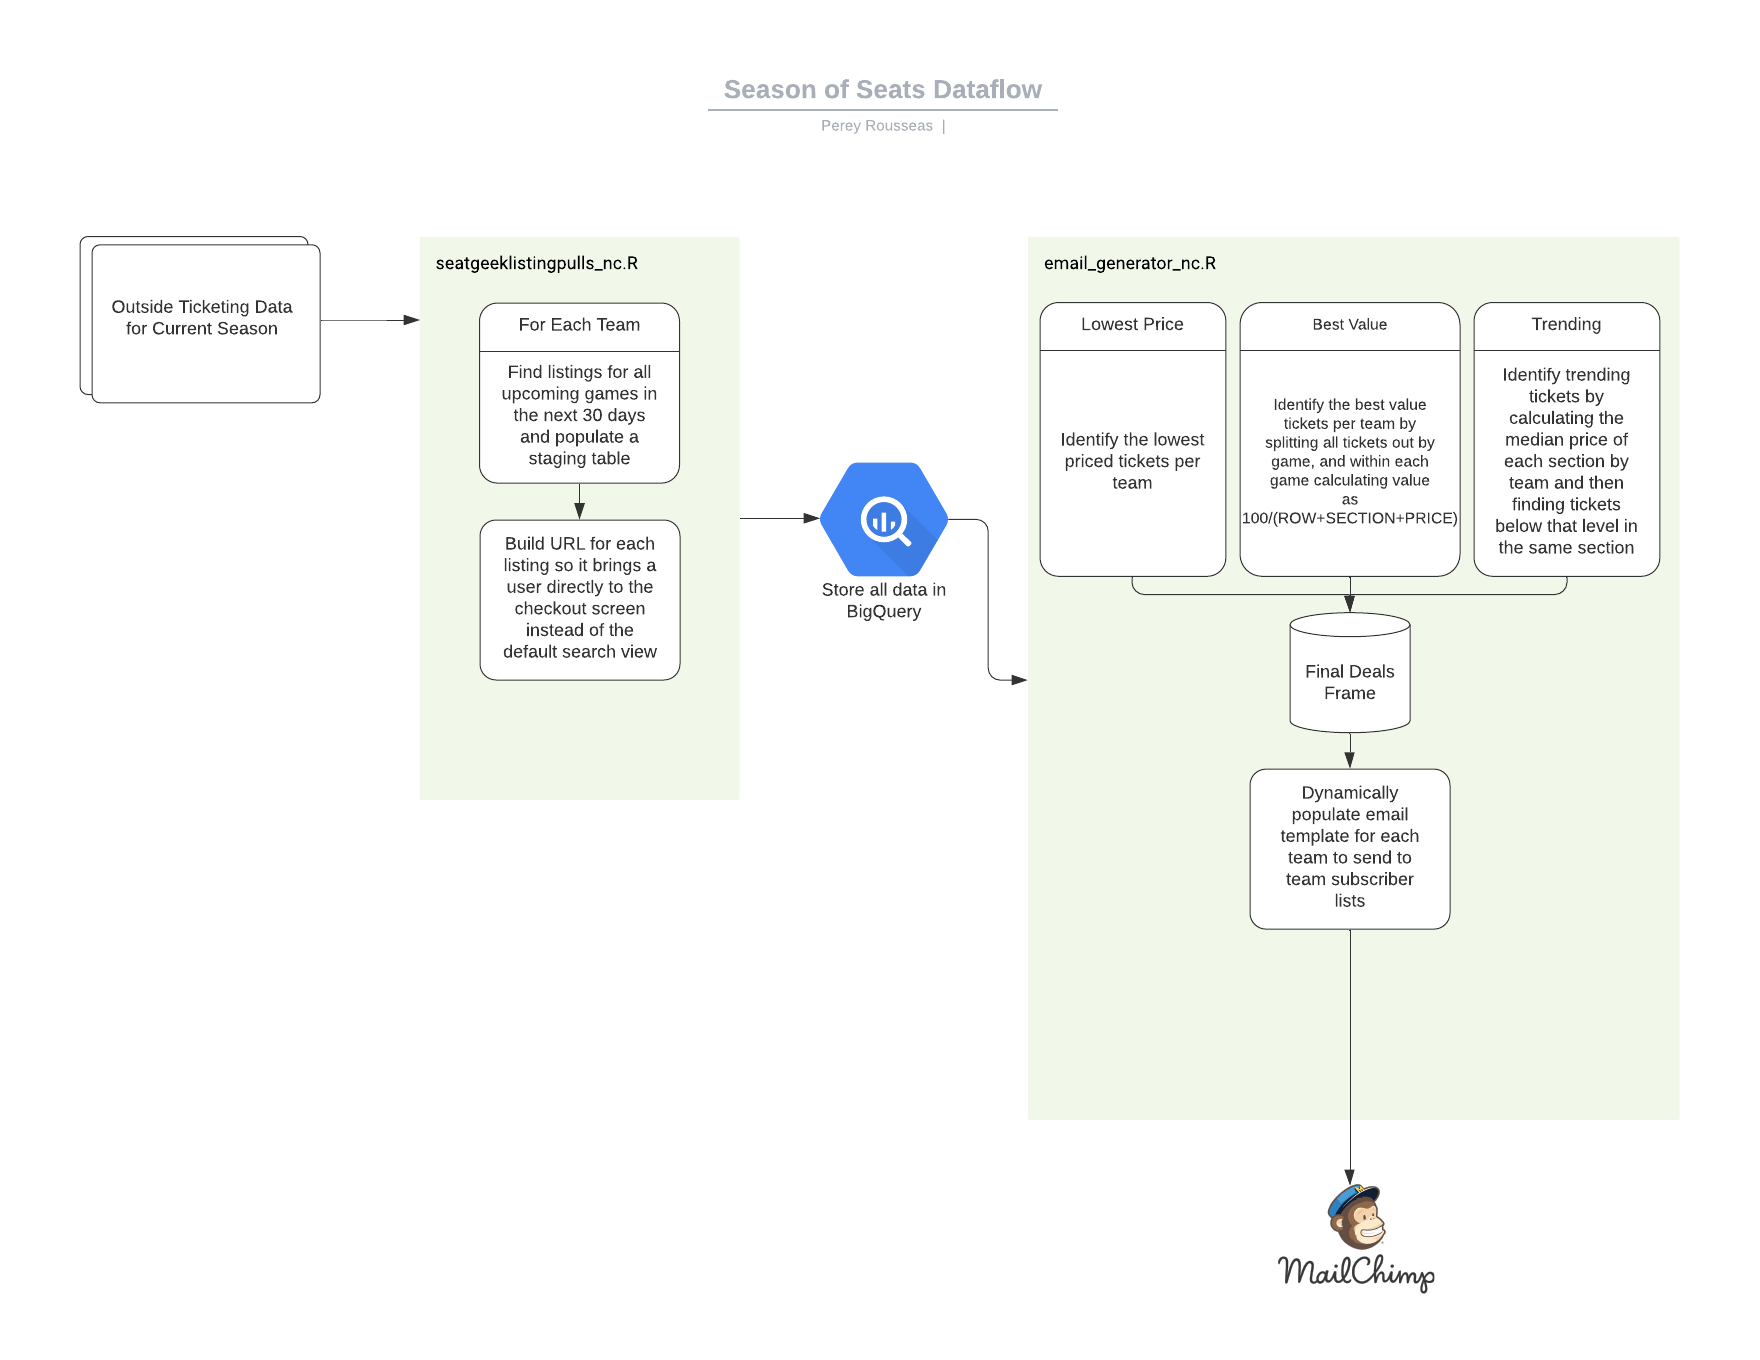 Season of Seats Dataflow
Perey Rousseas |
Outside Ticketing Data
for Current Season
seatgeeklistingpulls_nc.R
For Each Team
Find listings for all
upcoming games in
the next 30 days
and populate a
staging table
Build URL for each
listing so it brings a
user directly to the
checkout screen
instead of the
default search view
Store all data in
BigQuery
email_generator_nc.R
Lowest Price
Identify the lowest
priced tickets per
team
Best Value
Identify the best value
tickets per team by
splitting all tickets out by
game, and within each
game calculating value
as
100/(ROW+SECTION+PRICE)
Trending
Identify trending
tickets by
calculating the
median price of
each section by
team and then
finding tickets
below that level in
the same section
Final Deals
Frame
Dynamically
populate email
template for each
team to send to
team subscriber
lists
MailChimp